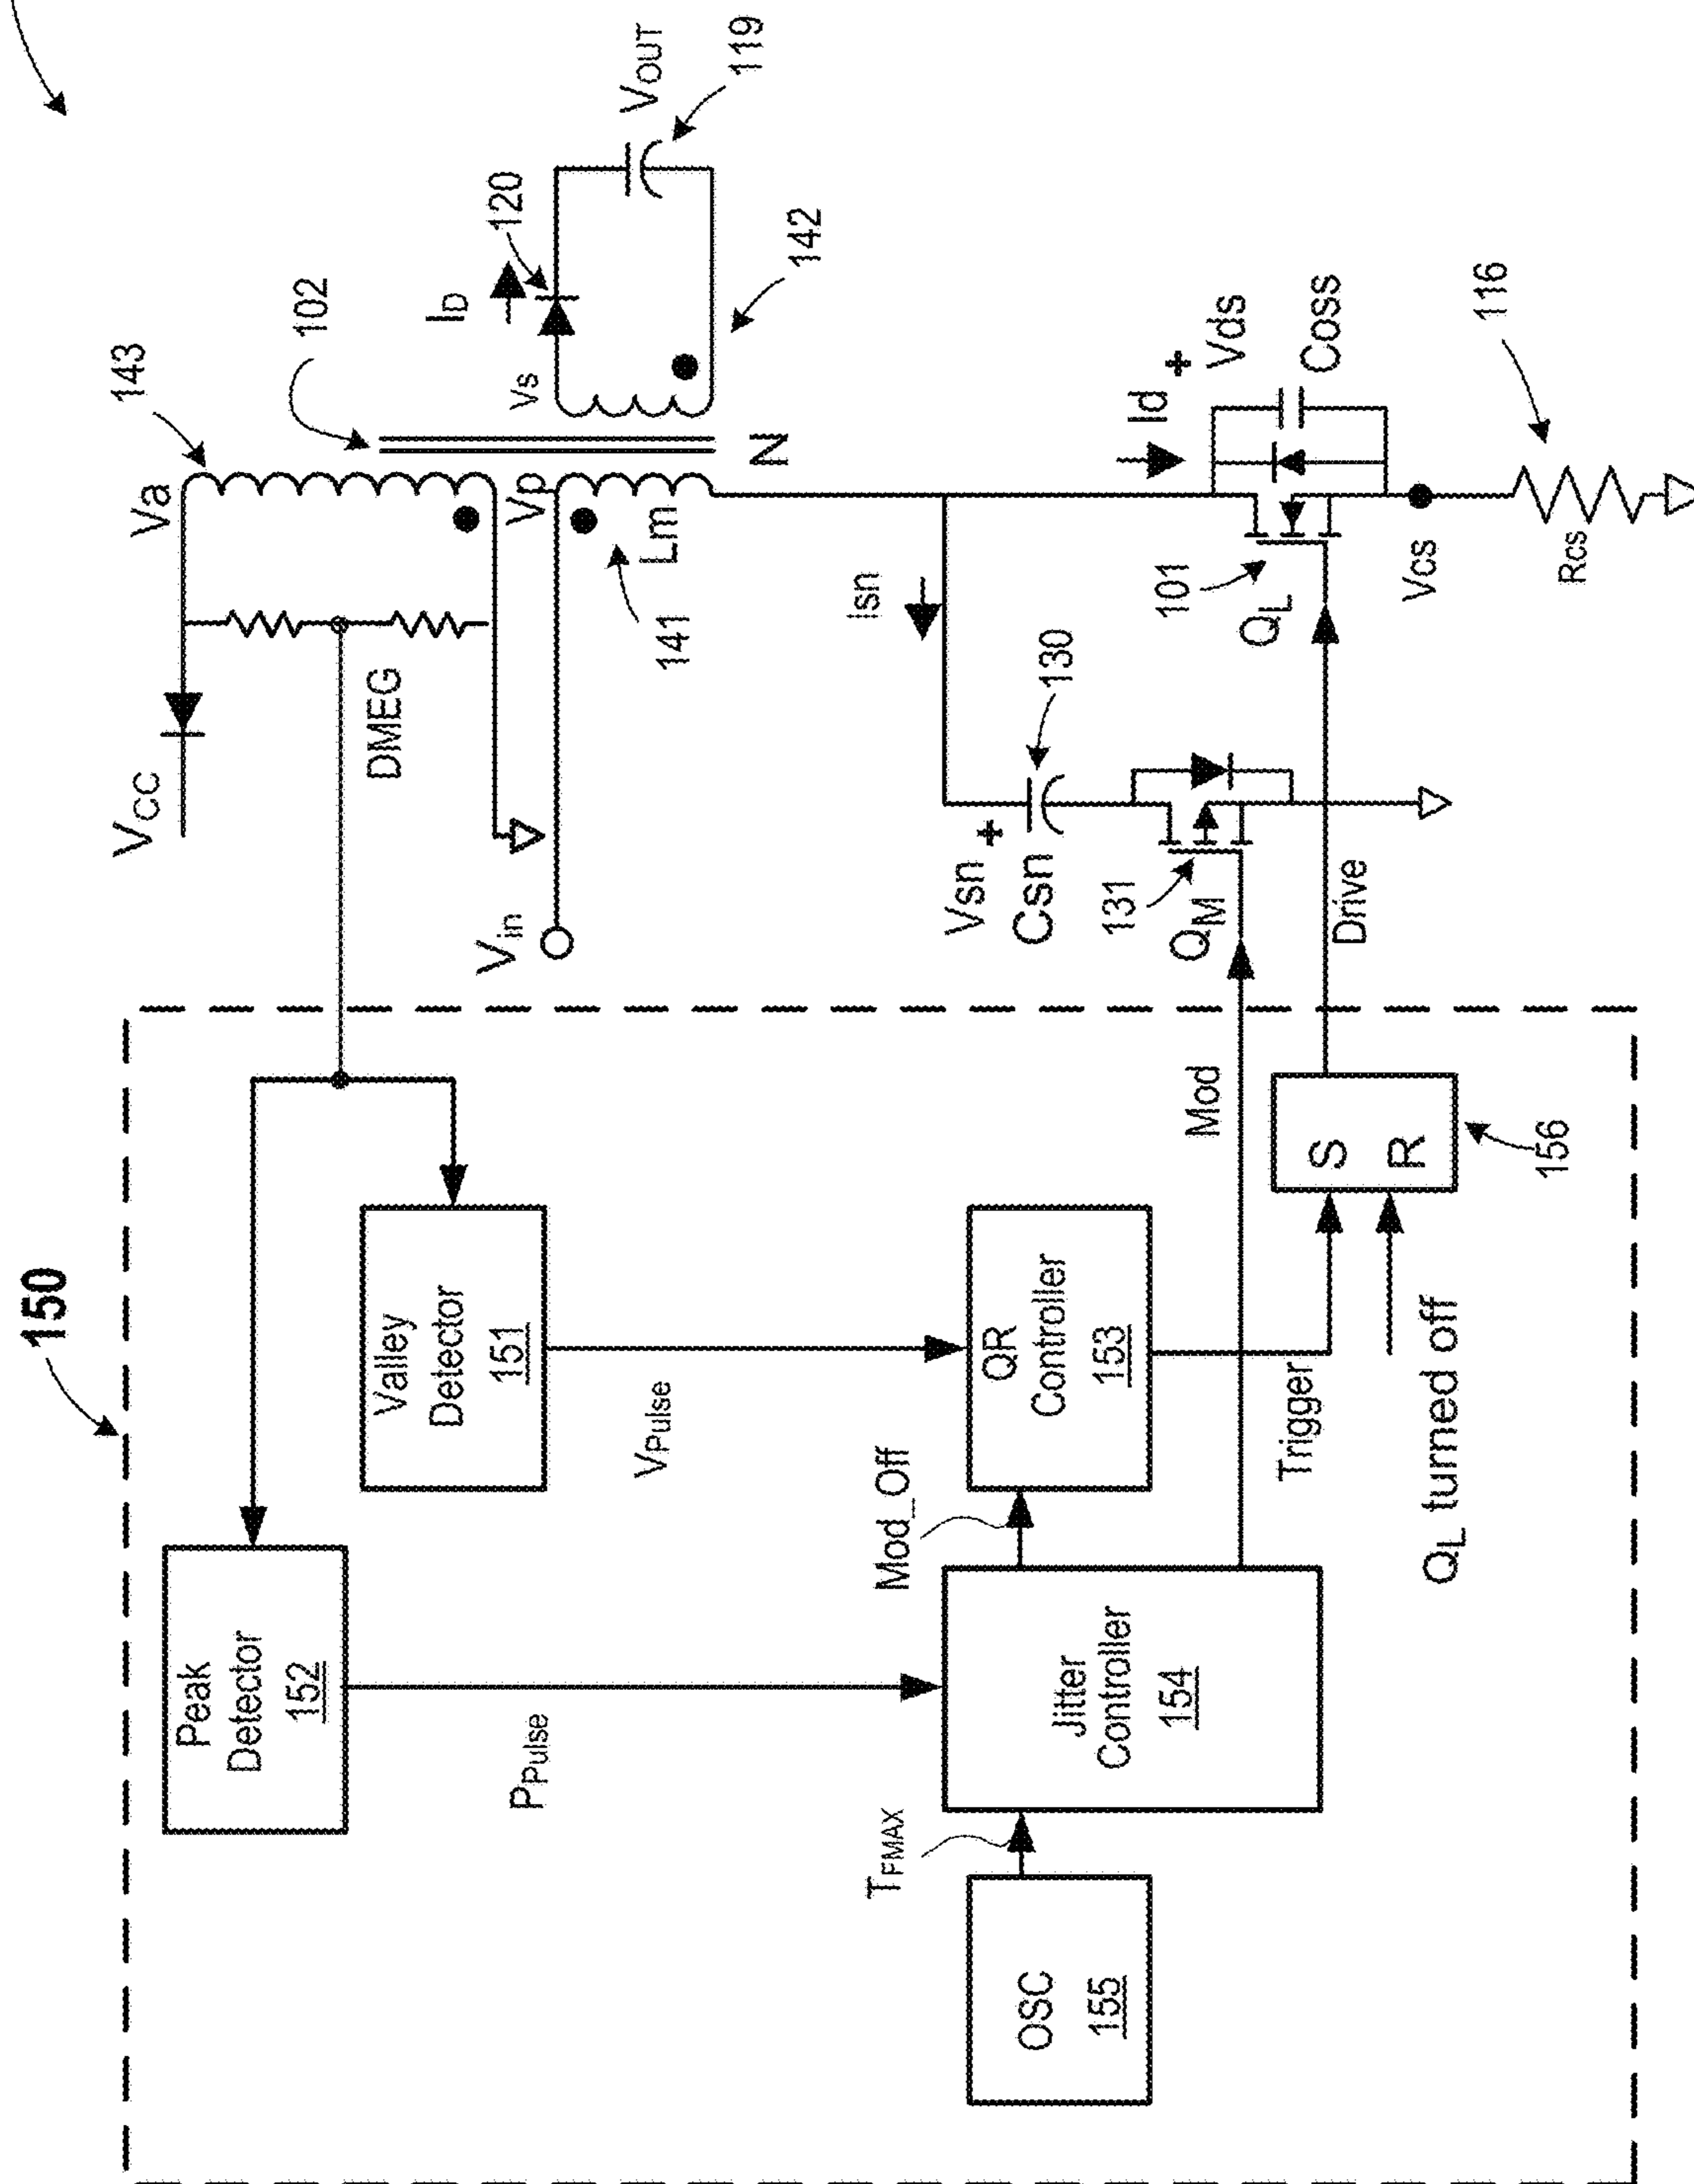 150
Peak
Detector
152
Valley
Detector
151
PPulse
VPulse
OSC
155
TFMAX
Jitter
Controller
154
Mod_Off
QR
Controller
153
Trigger
Mod
S
R
156
QL turned off
Drive
VCC
DMEG
Va
143
102
Vin
Vp
Lm
141
N
Vs
ID
120
VOUT
119
142
Isn
Vsn
+
Csn
130
131
QM
101
QL
Id
+
Vds
Coss
Vcs
Rcs
116